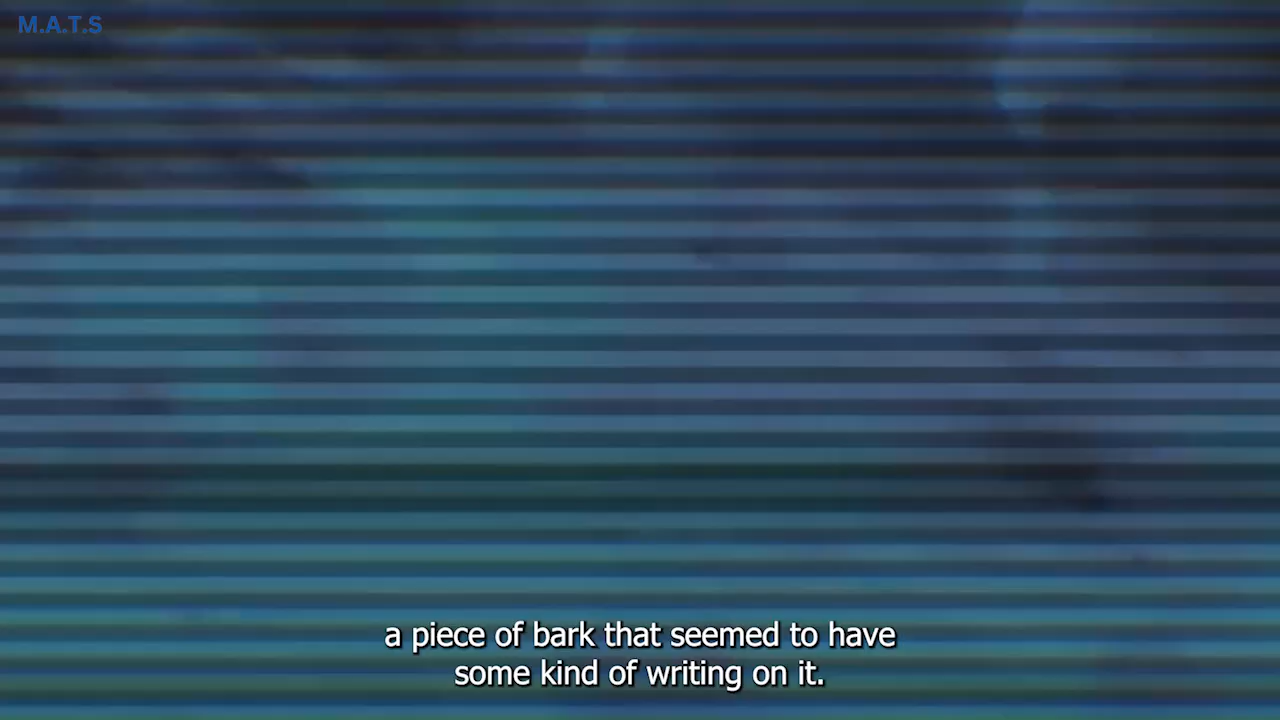 M.A.T.S
a piece of bark that seemed to have
some kind of writing on it.